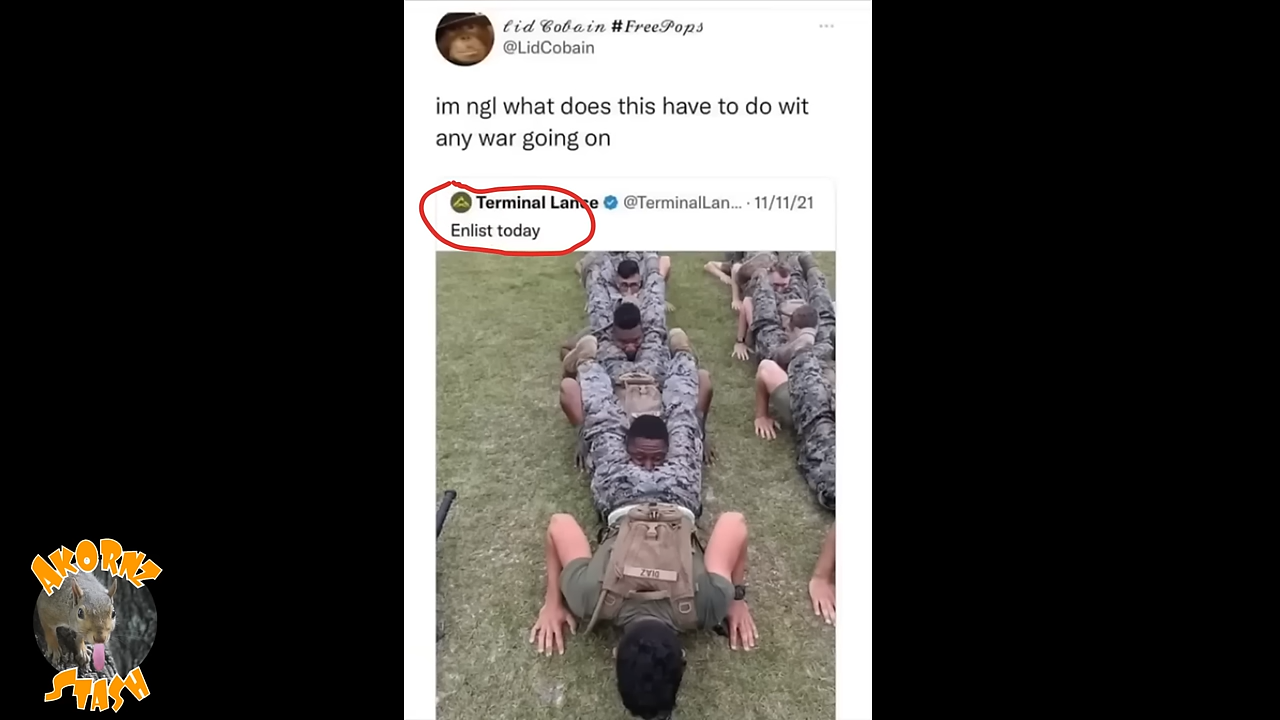 lid Cobain #FreePops
@LidCobain
im ngl what does this have to do wit
any war going on
Terminal Lance @TerminalLan... · 11/11/21
Enlist today
DIAZ
AKORNZ
STASH